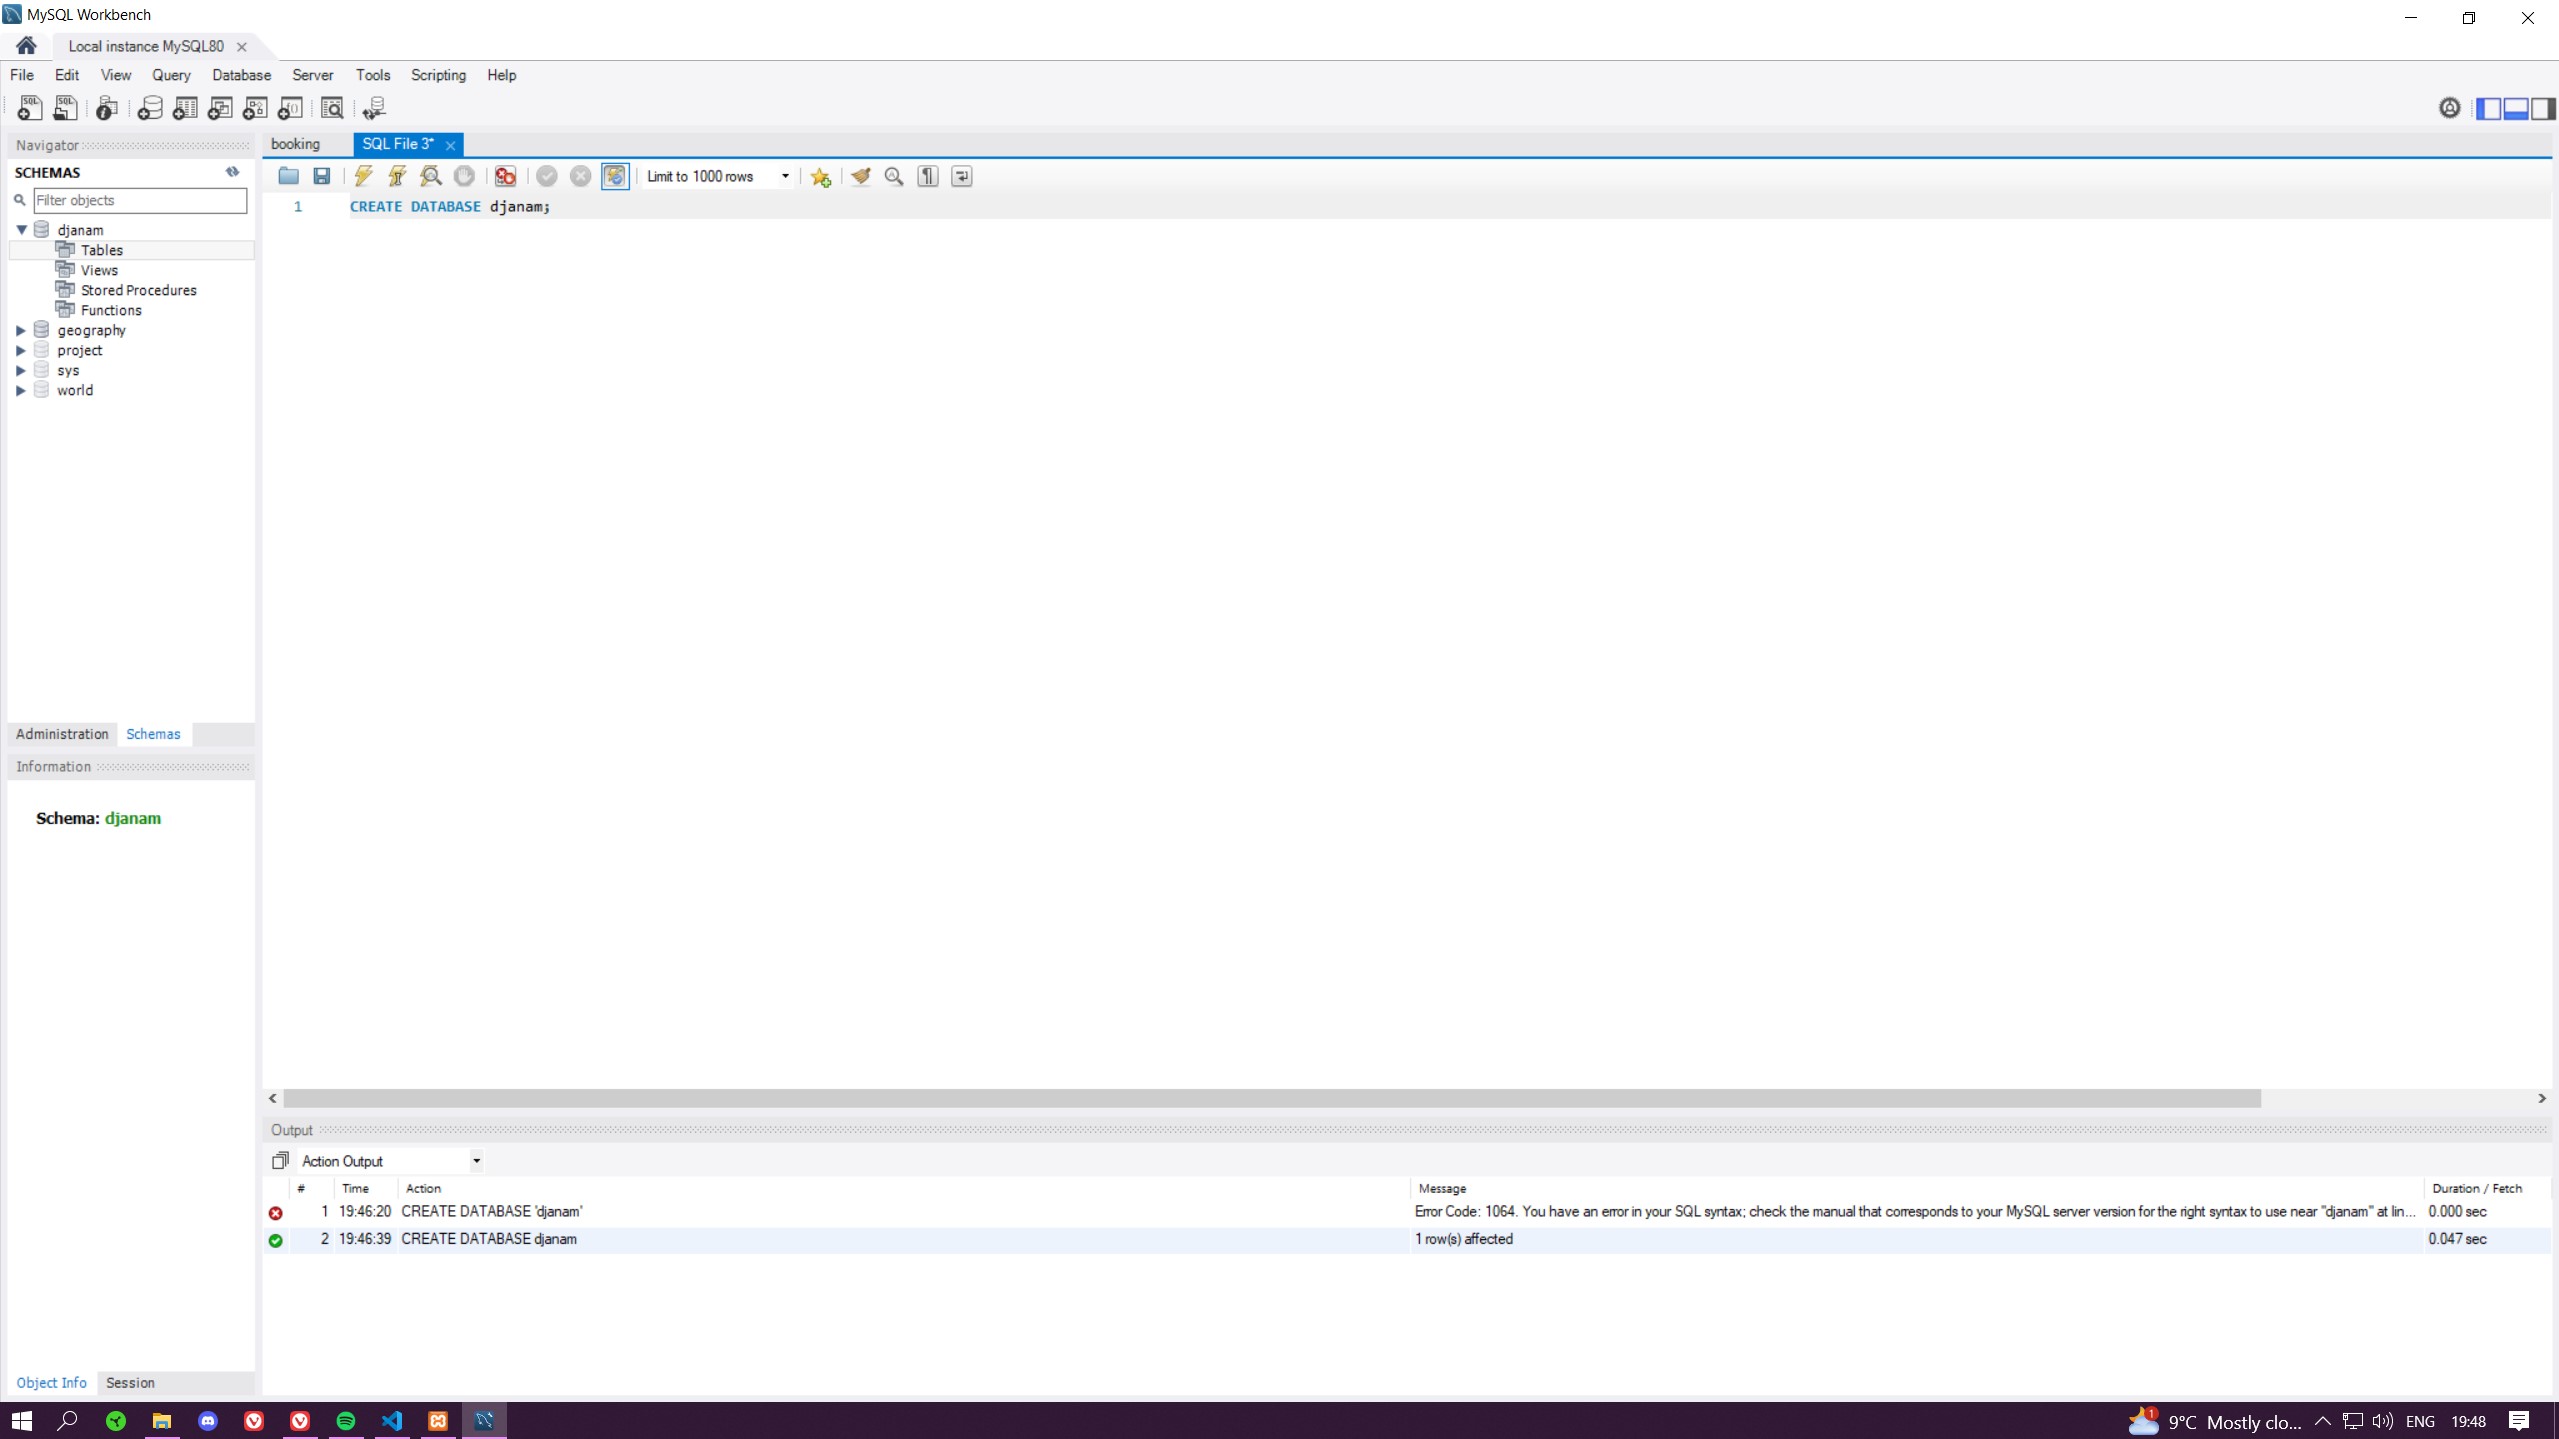 MySQL Workbench
Local instance MySQL80
File Edit View Query Database Server Tools Scripting Help
Navigator
SCHEMAS
Filter objects
djanam
Tables
Views
Stored Procedures
Functions
geography
project
sys
world
Administration Schemas
Information
Schema: djanam
Object Info Session
booking SQL File 3*
Limit to 1000 rows
1 CREATE DATABASE djanam;
Output
Action Output
# Time Action Message Duration / Fetch
1 19:46:20 CREATE DATABASE 'djanam' Error Code: 1064. You have an error in your SQL syntax; check the manual that corresponds to your MySQL server version for the right syntax to use near ''djanam'' at lin... 0.000 sec
2 19:46:39 CREATE DATABASE djanam 1 row(s) affected 0.047 sec
1 9°C Mostly clo... ENG 19:48